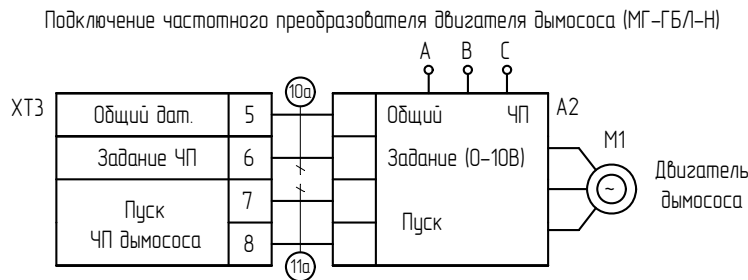 Подключение частотного преобразователя двигателя дымососа (МГ-ГБЛ-Н)
A B C
XT3
Общий дат. 5
Задание ЧП 6
Пуск
ЧП дымососа
7
8
10а
11а
Общий ЧП
Задание (0-10В)
Пуск
A2
M1
~
Двигатель
дымососа